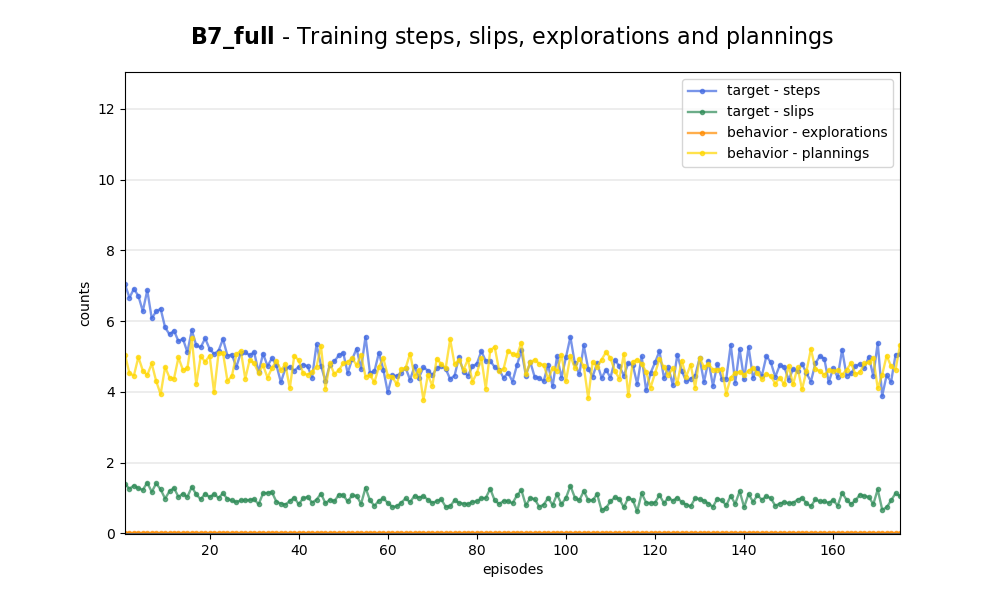 B7_full - Training steps, slips, explorations and plannings
target - steps
target - slips
behavior - explorations
behavior - plannings
counts
12
10
8
6
4
2
0
20 40 60 80 100 120 140 160
episodes